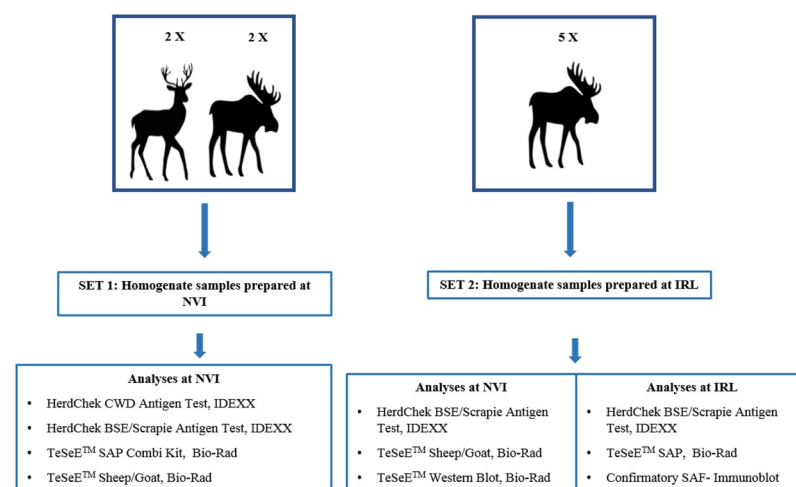 2 X 2 X
5 X
SET 1: Homogenate samples prepared at
NVI
SET 2: Homogenate samples prepared at IRL
Analyses at NVI
• HerdChek CWD Antigen Test, IDEXX
• HerdChek BSE/Scrapie Antigen Test, IDEXX
• TeSeE™ SAP Combi Kit, Bio-Rad
• TeSeE™ Sheep/Goat, Bio-Rad
Analyses at NVI
• HerdChek BSE/Scrapie Antigen
Test, IDEXX
• TeSeE™ Sheep/Goat, Bio-Rad
• TeSeE™ Western Blot, Bio-Rad
Analyses at IRL
• HerdChek BSE/Scrapie Antigen
Test, IDEXX
• TeSeE™ SAP, Bio-Rad
• Confirmatory SAF- Immunoblot